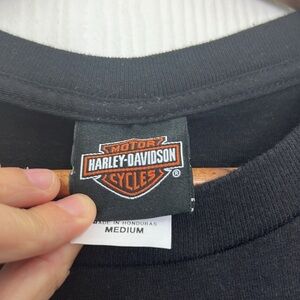 MOTOR
HARLEY-DAVIDSON
CYCLES
®
MADE IN HONDURAS
MEDIUM